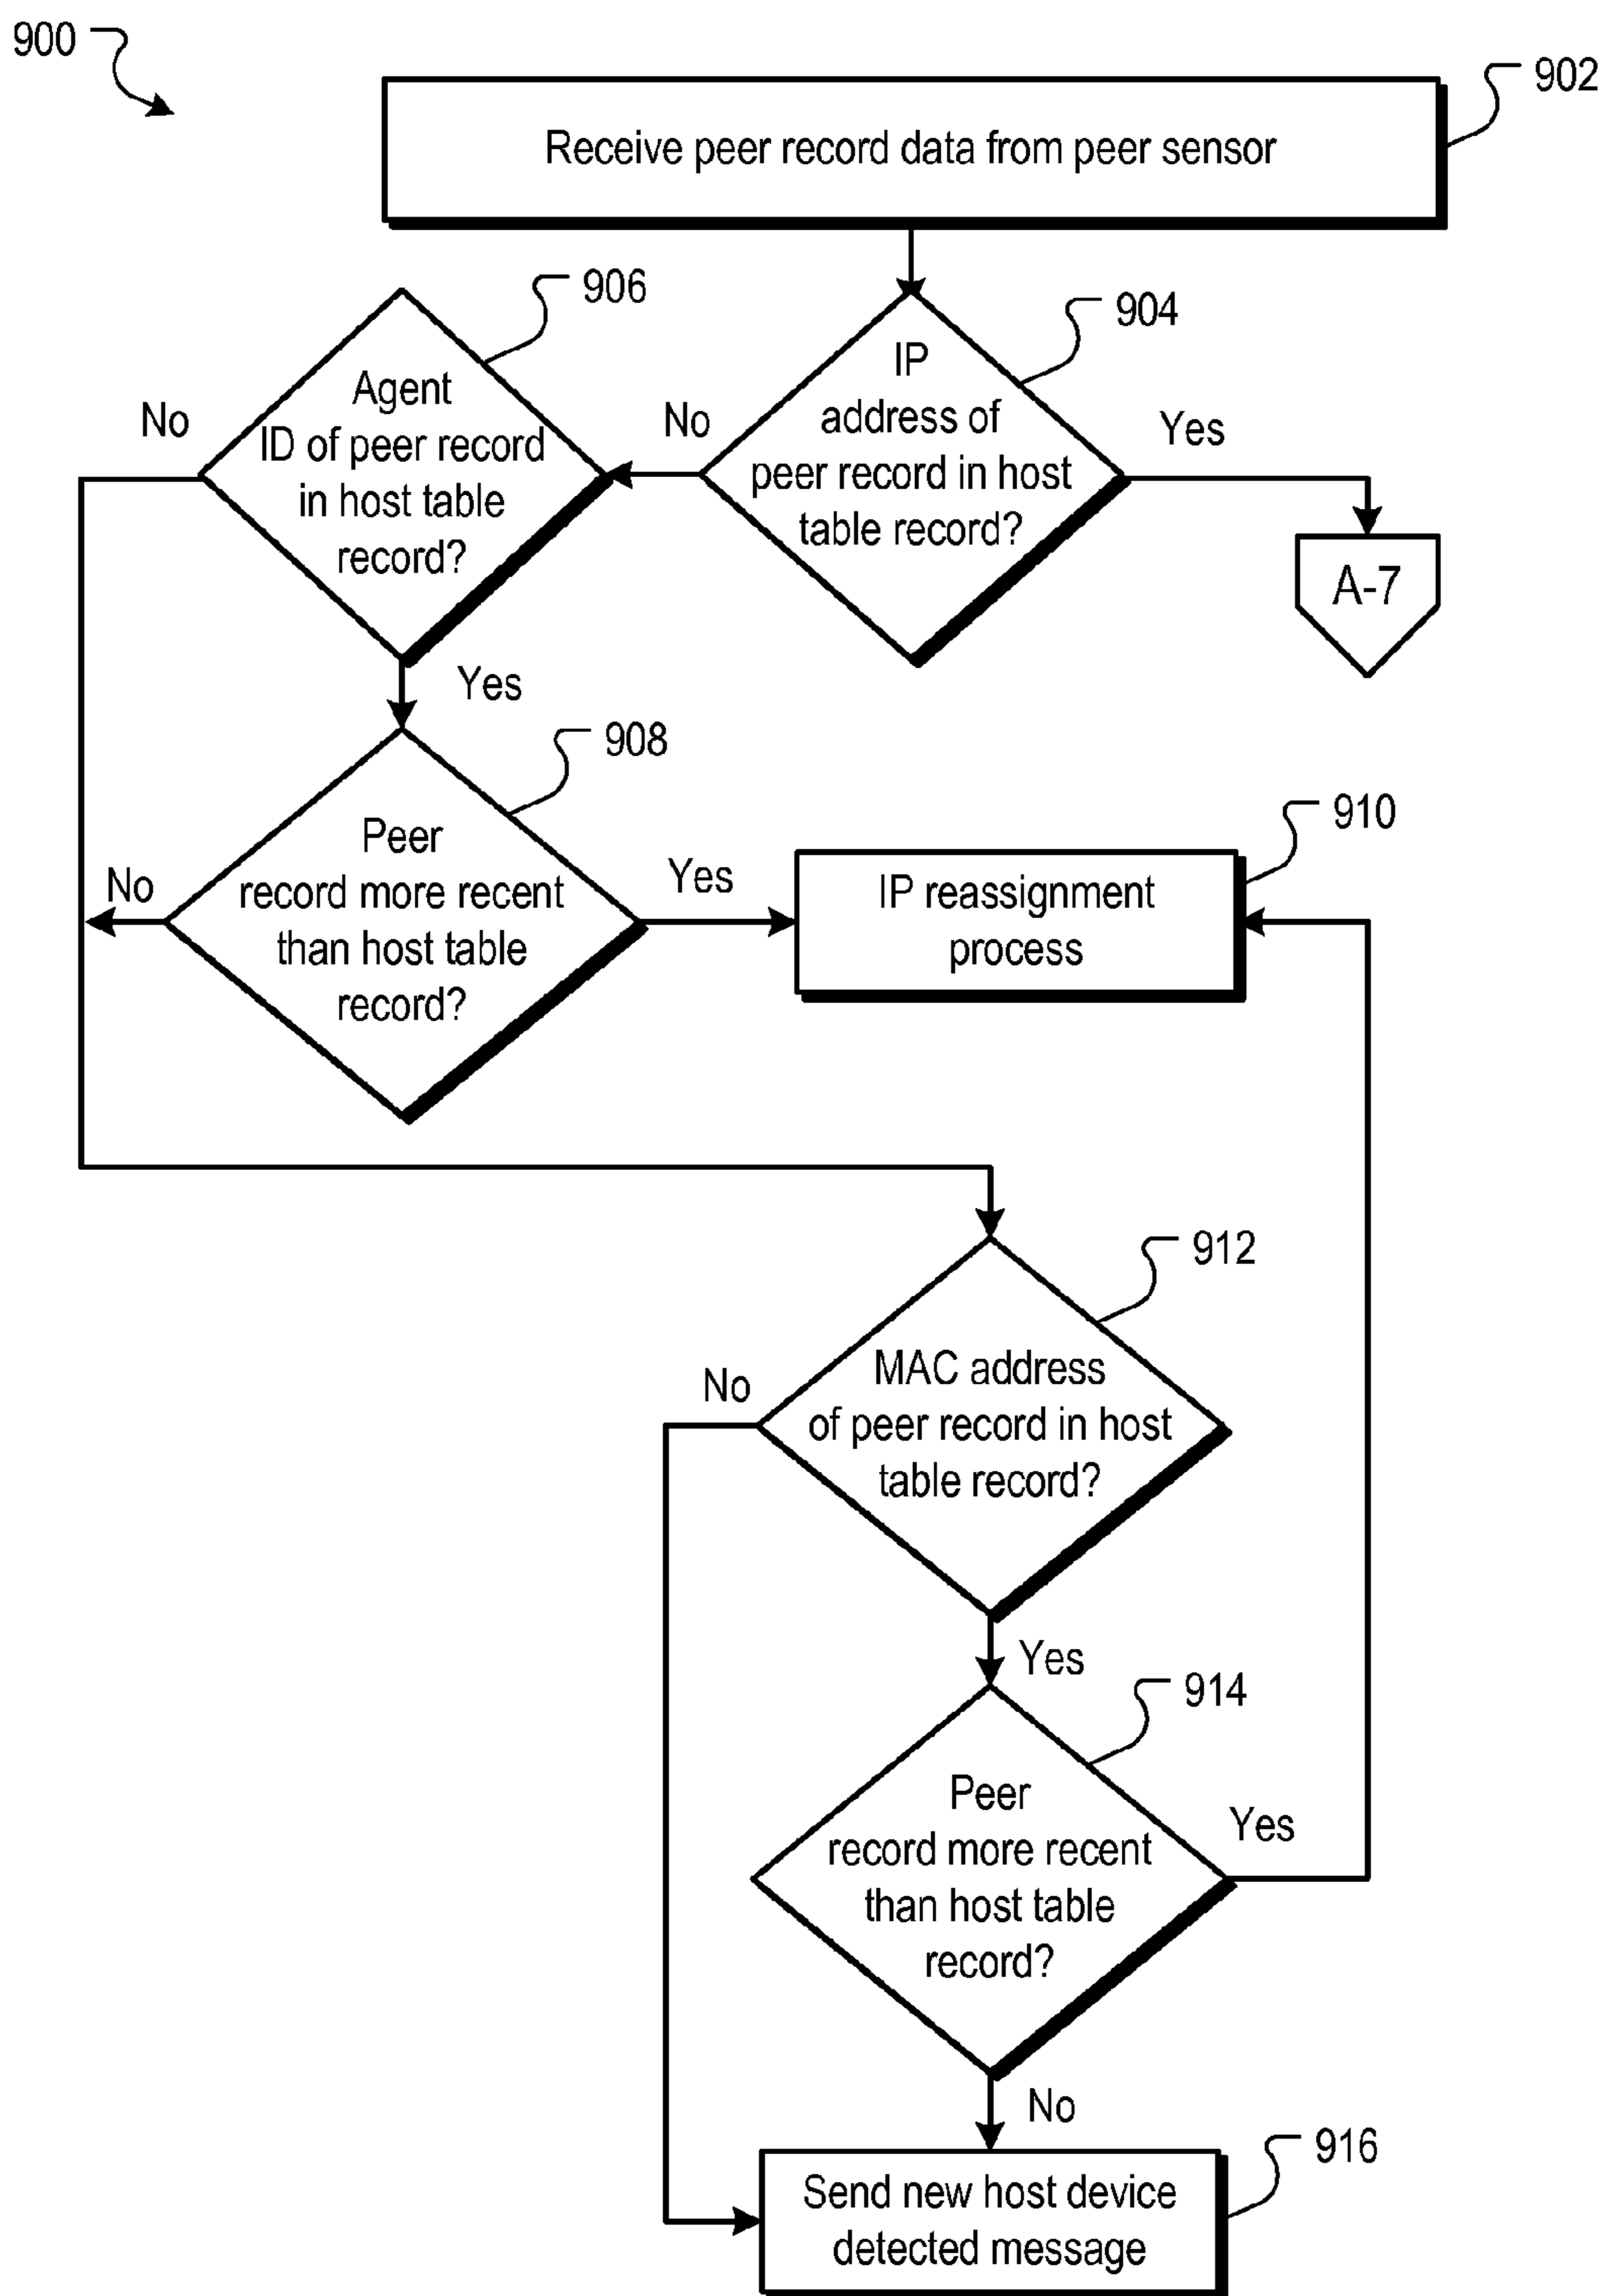 900
902
Receive peer record data from peer sensor
906
904
Agent
ID of peer record
in host table
record?
IP
address of
peer record in host
table record?
No
No
Yes
A-7
Yes
908
Peer
record more recent
than host table
record?
No
Yes
910
IP reassignment
process
912
MAC address
of peer record in host
table record?
No
Yes
914
Peer
record more recent
than host table
record?
Yes
No
916
Send new host device
detected message